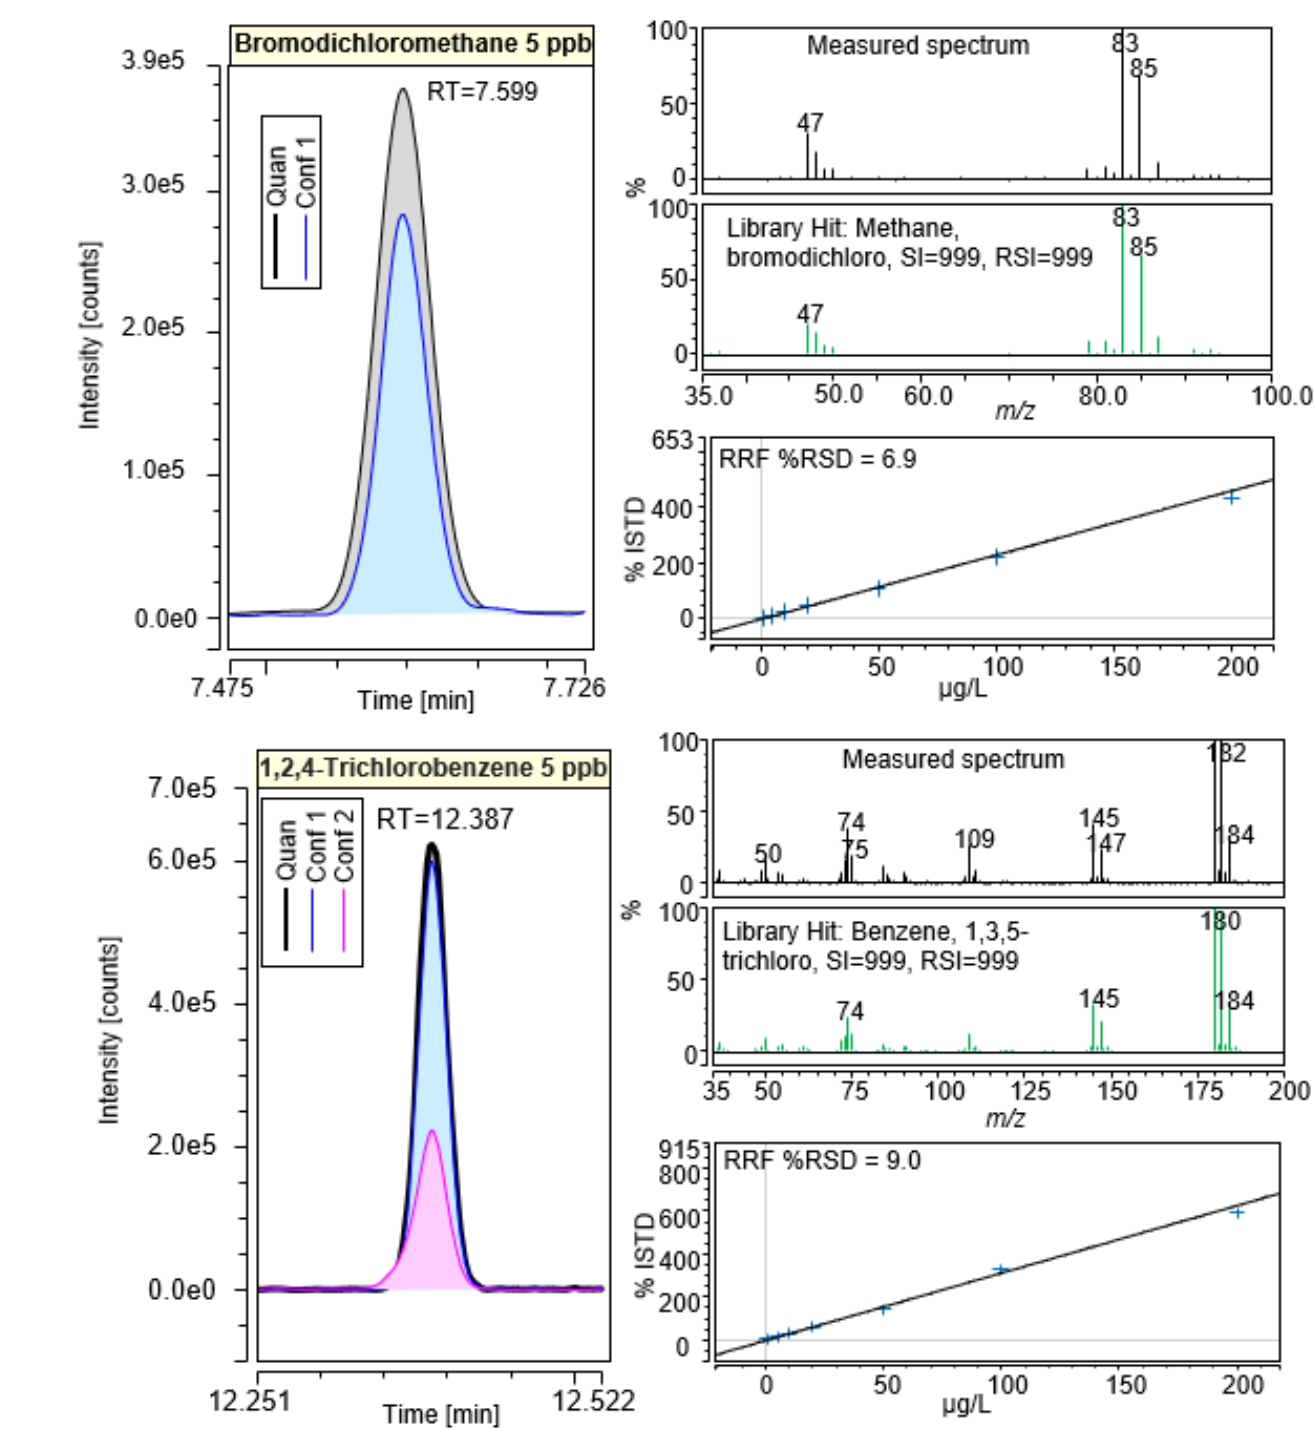 Bromodichloromethane 5 ppb
3.9e5
3.0e5
2.0e5
1.0e5
0.0e0
Intensity [counts]
RT=7.599
Quan
Conf 1
7.475
7.726
Time [min]
Measured spectrum
100
50
0
83
85
47
%
100
50
0
Library Hit: Methane,
bromodichloro, SI=999, RSI=999
83
85
47
35.0
50.0
60.0
80.0
100.0
m/z
653
400
200
0
% ISTD
RRF %RSD = 6.9
0
50
100
150
200
µg/L
1,2,4-Trichlorobenzene 5 ppb
7.0e5
6.0e5
4.0e5
2.0e5
0.0e0
Intensity [counts]
RT=12.387
Quan
Conf 1
Conf 2
12.251
12.522
Time [min]
Measured spectrum
100
50
0
182
184
145
147
109
74
75
50
%
100
50
0
Library Hit: Benzene, 1,3,5-
trichloro, SI=999, RSI=999
180
184
145
74
35
50
75
100
125
150
175
200
m/z
915
800
600
400
200
0
% ISTD
RRF %RSD = 9.0
0
50
100
150
200
µg/L